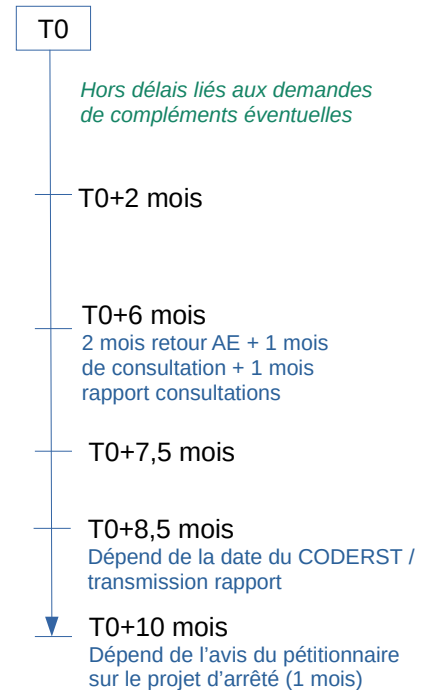 T0
Hors délais liés aux demandes
de compléments éventuelles
T0+2 mois
T0+6 mois
2 mois retour AE + 1 mois
de consultation + 1 mois
rapport consultations
T0+7,5 mois
T0+8,5 mois
Dépend de la date du CODERST /
transmission rapport
T0+10 mois
Dépend de l’avis du pétitionnaire
sur le projet d’arrêté (1 mois)